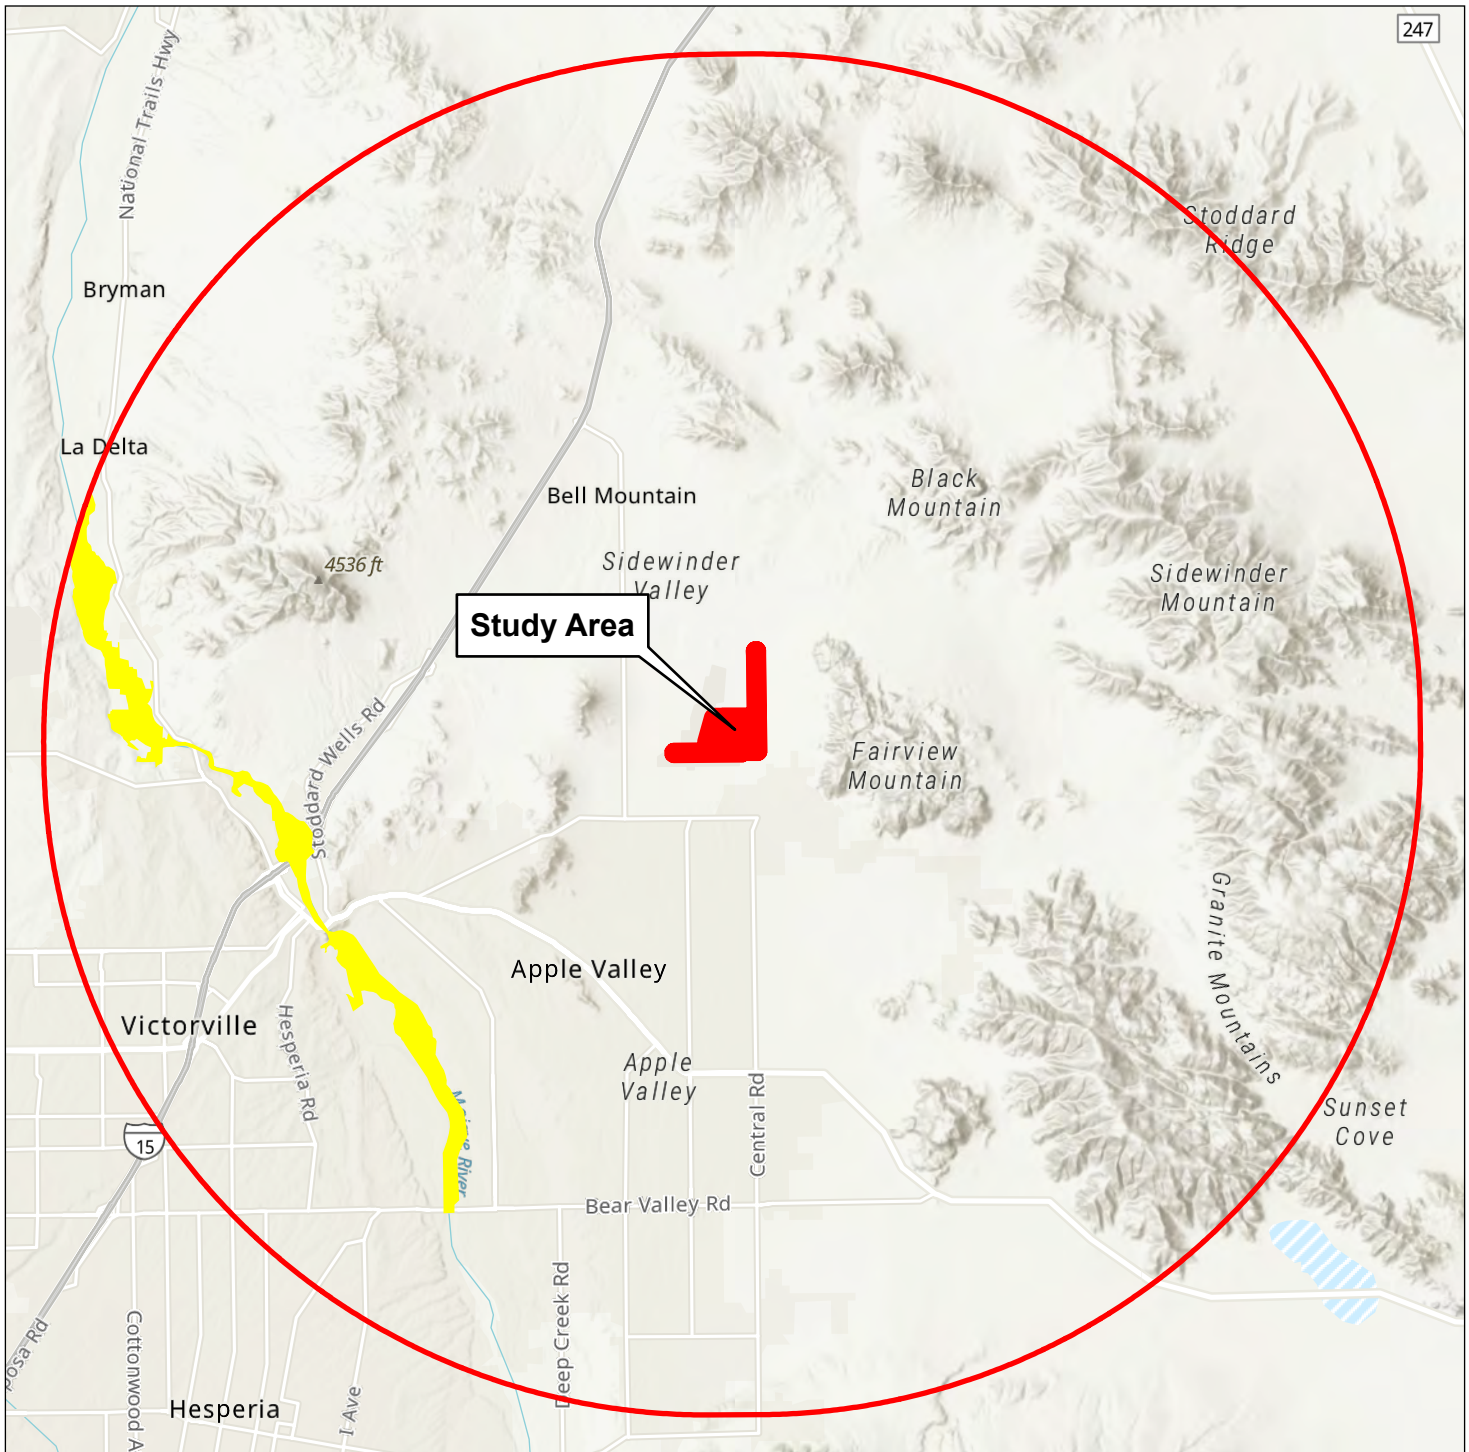 247
National Trails Hwy
Stoddard
Ridge
Bryman
La Delta
Black
Mountain
Bell Mountain
4536 ft
Sidewinder
Valley
Sidewinder
Mountain
Study Area
Stoddard Wells Rd
Fairview
Mountain
Granite Mountains
Apple Valley
Victorville
Hesperia Rd
Apple
Valley
Central Rd
River
Sunset
Cove
15
Bear Valley Rd
Deep Creek Rd
Cottonwood A
Rd
I Ave
Hesperia